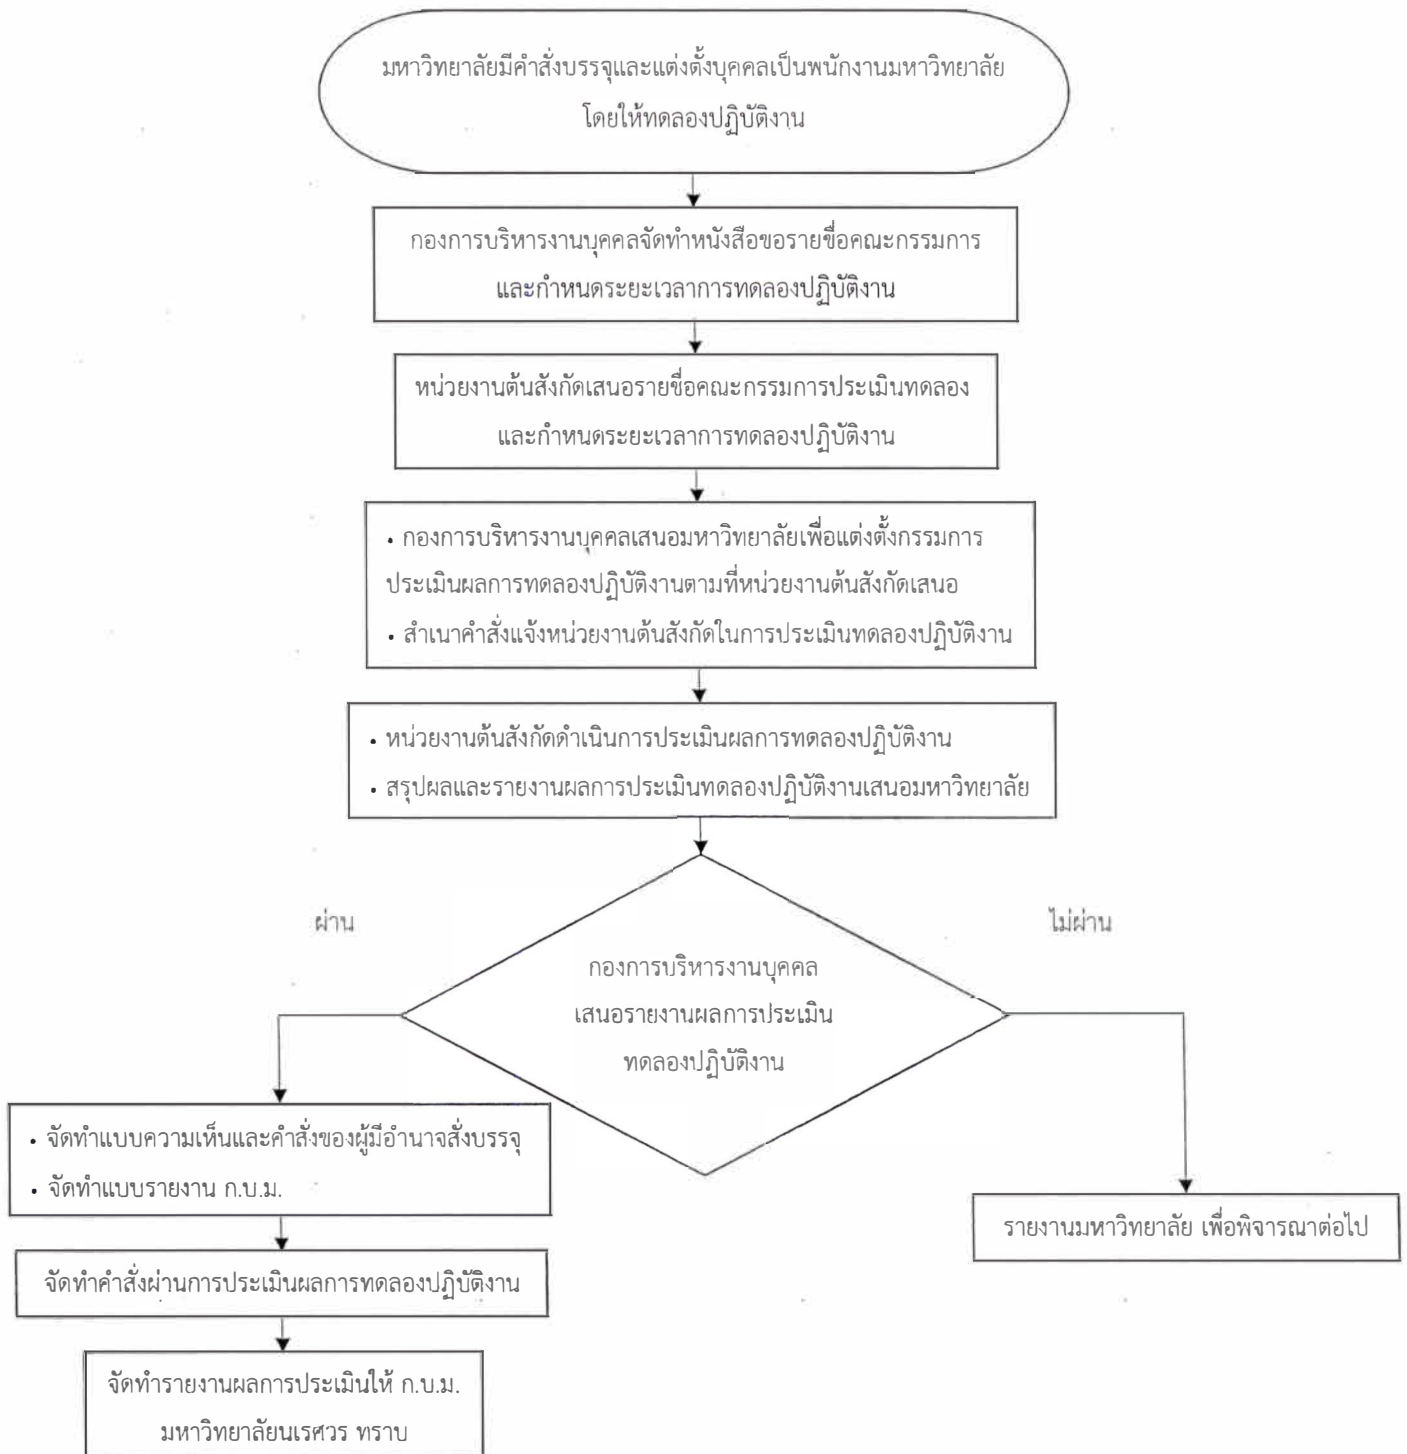 มหาวิทยาลัยมีคำสั่งบรรจุและแต่งตั้งบุคคลเป็นพนักงานมหาวิทยาลัย
โดยให้ทดลองปฏิบัติงาน
กองการบริหารงานบุคคลจัดทำหนังสือขอรายชื่อคณะกรรมการ
และกำหนดระยะเวลาการทดลองปฏิบัติงาน
หน่วยงานต้นสังกัดเสนอรายชื่อคณะกรรมการประเมินทดลอง
และกำหนดระยะเวลาการทดลองปฏิบัติงาน
• กองการบริหารงานบุคคลเสนอมหาวิทยาลัยเพื่อแต่งตั้งกรรมการ
ประเมินผลการทดลองปฏิบัติงานตามที่หน่วยงานต้นสังกัดเสนอ
• สำเนาคำสั่งแจ้งหน่วยงานต้นสังกัดในการประเมินทดลองปฏิบัติงาน
• หน่วยงานต้นสังกัดดำเนินการประเมินผลการทดลองปฏิบัติงาน
• สรุปผลและรายงานผลการประเมินทดลองปฏิบัติงานเสนอมหาวิทยาลัย
ผ่าน
ไม่ผ่าน
กองการบริหารงานบุคคล
เสนอรายงานผลการประเมิน
ทดลองปฏิบัติงาน
• จัดทำแบบความเห็นและคำสั่งของผู้มีอำนาจสั่งบรรจุ
• จัดทำแบบรายงาน ก.บ.ม.
รายงานมหาวิทยาลัย เพื่อพิจารณาต่อไป
จัดทำคำสั่งผ่านการประเมินผลการทดลองปฏิบัติงาน
จัดทำรายงานผลการประเมินให้ ก.บ.ม.
มหาวิทยาลัยนเรศวร ทราบ